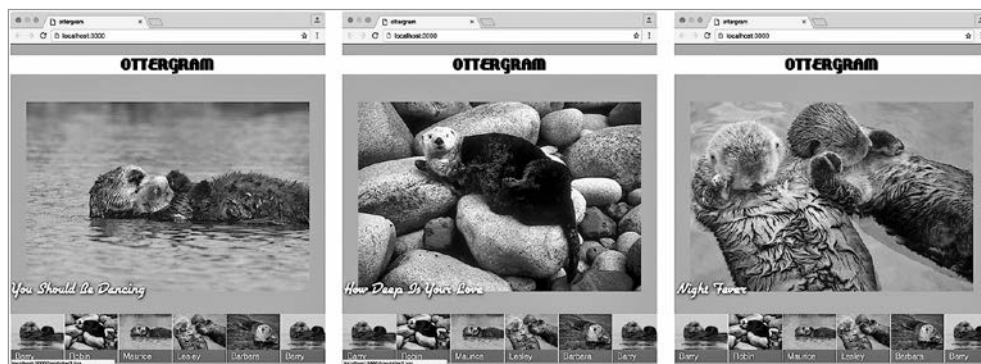 ottergram
localhost:3000
OTTERGRAM
You Should Be Dancing
Barry Robin Maurice Lesley Barbara Barry
ottergram
localhost:3000
OTTERGRAM
How Deep Is Your Love
Barry Robin Maurice Lesley Barbara Barry
ottergram
localhost:3000
OTTERGRAM
Night Fever
Barry Robin Maurice Lesley Barbara Barry